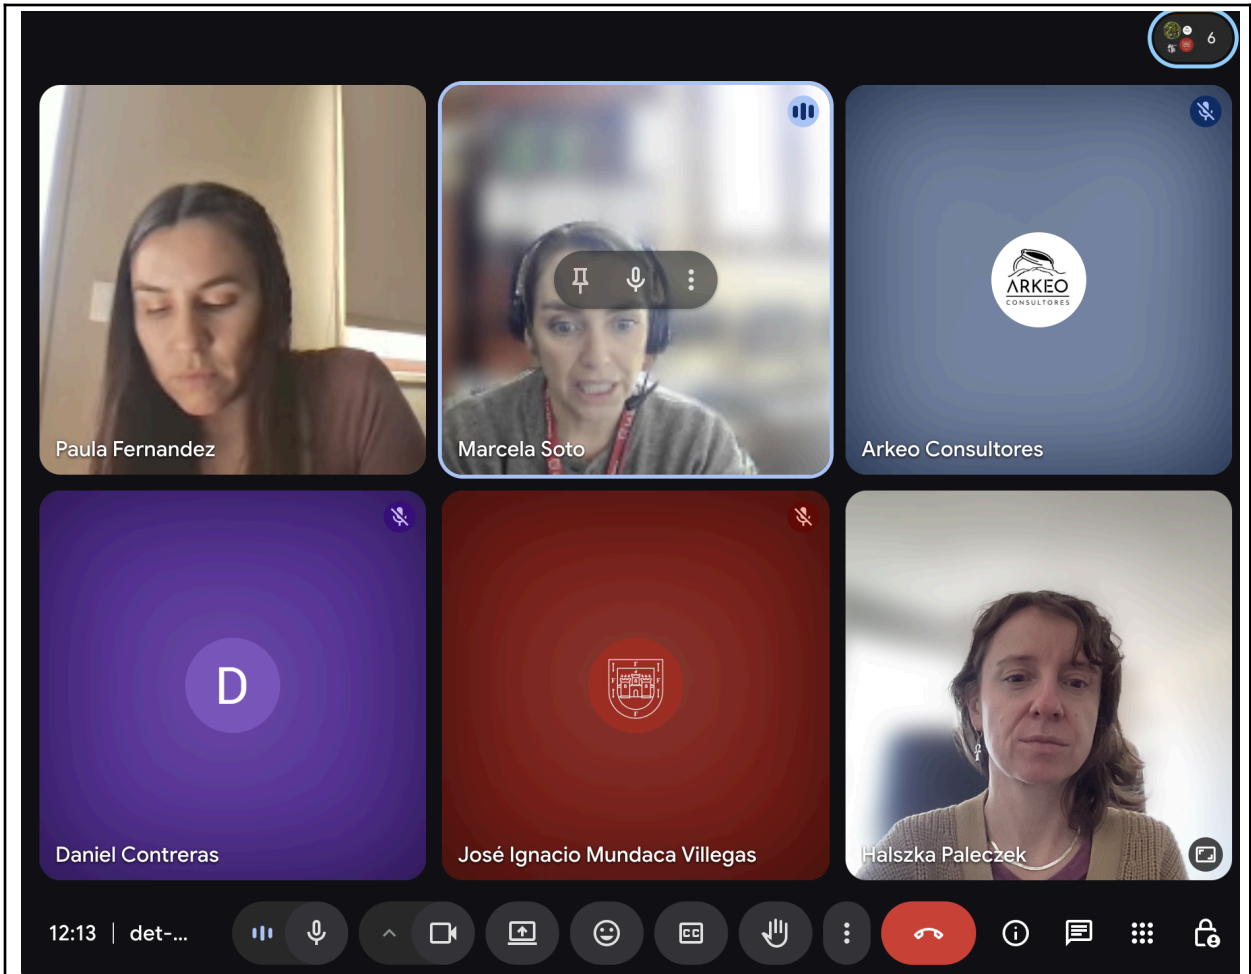 6
Paula Fernandez
Marcela Soto
ARKEO
CONSULTORES
Arkeo Consultores
D
Daniel Contreras
José Ignacio Mundaca Villegas
Halszka Paleczek
12:13 | det-...
CC